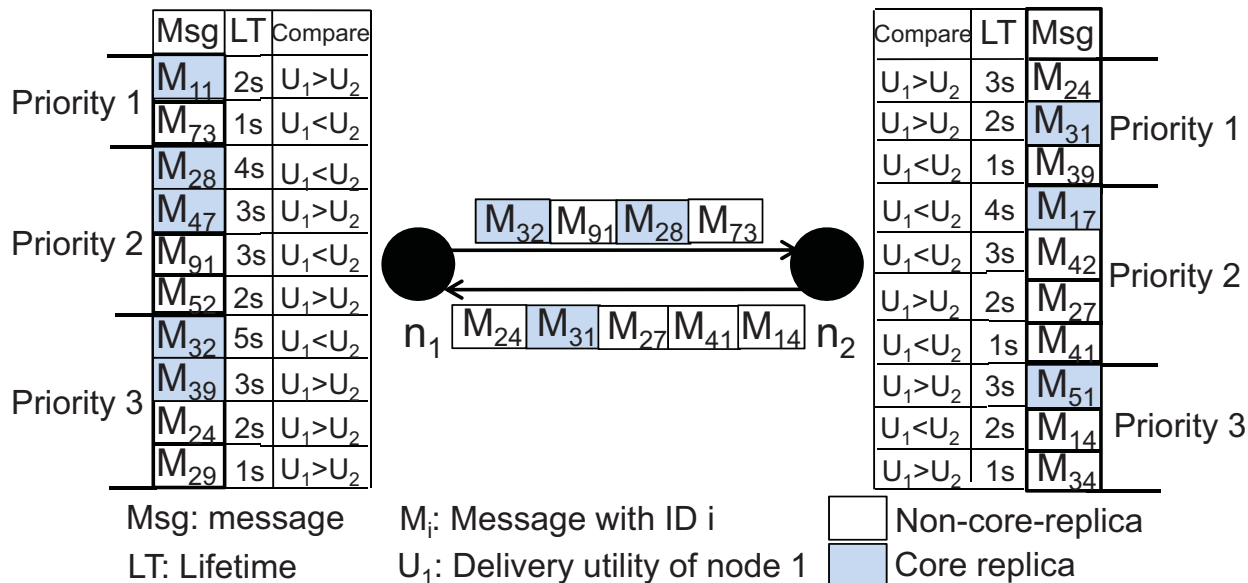 Msg LT Compare
Priority 1
M11 2s U1>U2
M73 1s U1<U2
Priority 2
M28 4s U1<U2
M47 3s U1>U2
M91 3s U1<U2
M52 2s U1>U2
Priority 3
M32 5s U1<U2
M39 3s U1>U2
M24 2s U1>U2
M29 1s U1>U2
M32 M91 M28 M73
n1 n2
M24 M31 M27 M41 M14
Compare LT Msg
U1>U2 3s M24
U1>U2 2s M31
U1<U2 1s M39
Priority 1
U1<U2 4s M17
U1<U2 3s M42
U1>U2 2s M27
U1<U2 1s M41
Priority 2
U1>U2 3s M51
U1<U2 2s M14
U1>U2 1s M34
Priority 3
Msg: message
LT: Lifetime
Mi: Message with ID i
U1: Delivery utility of node 1
Non-core-replica
Core replica